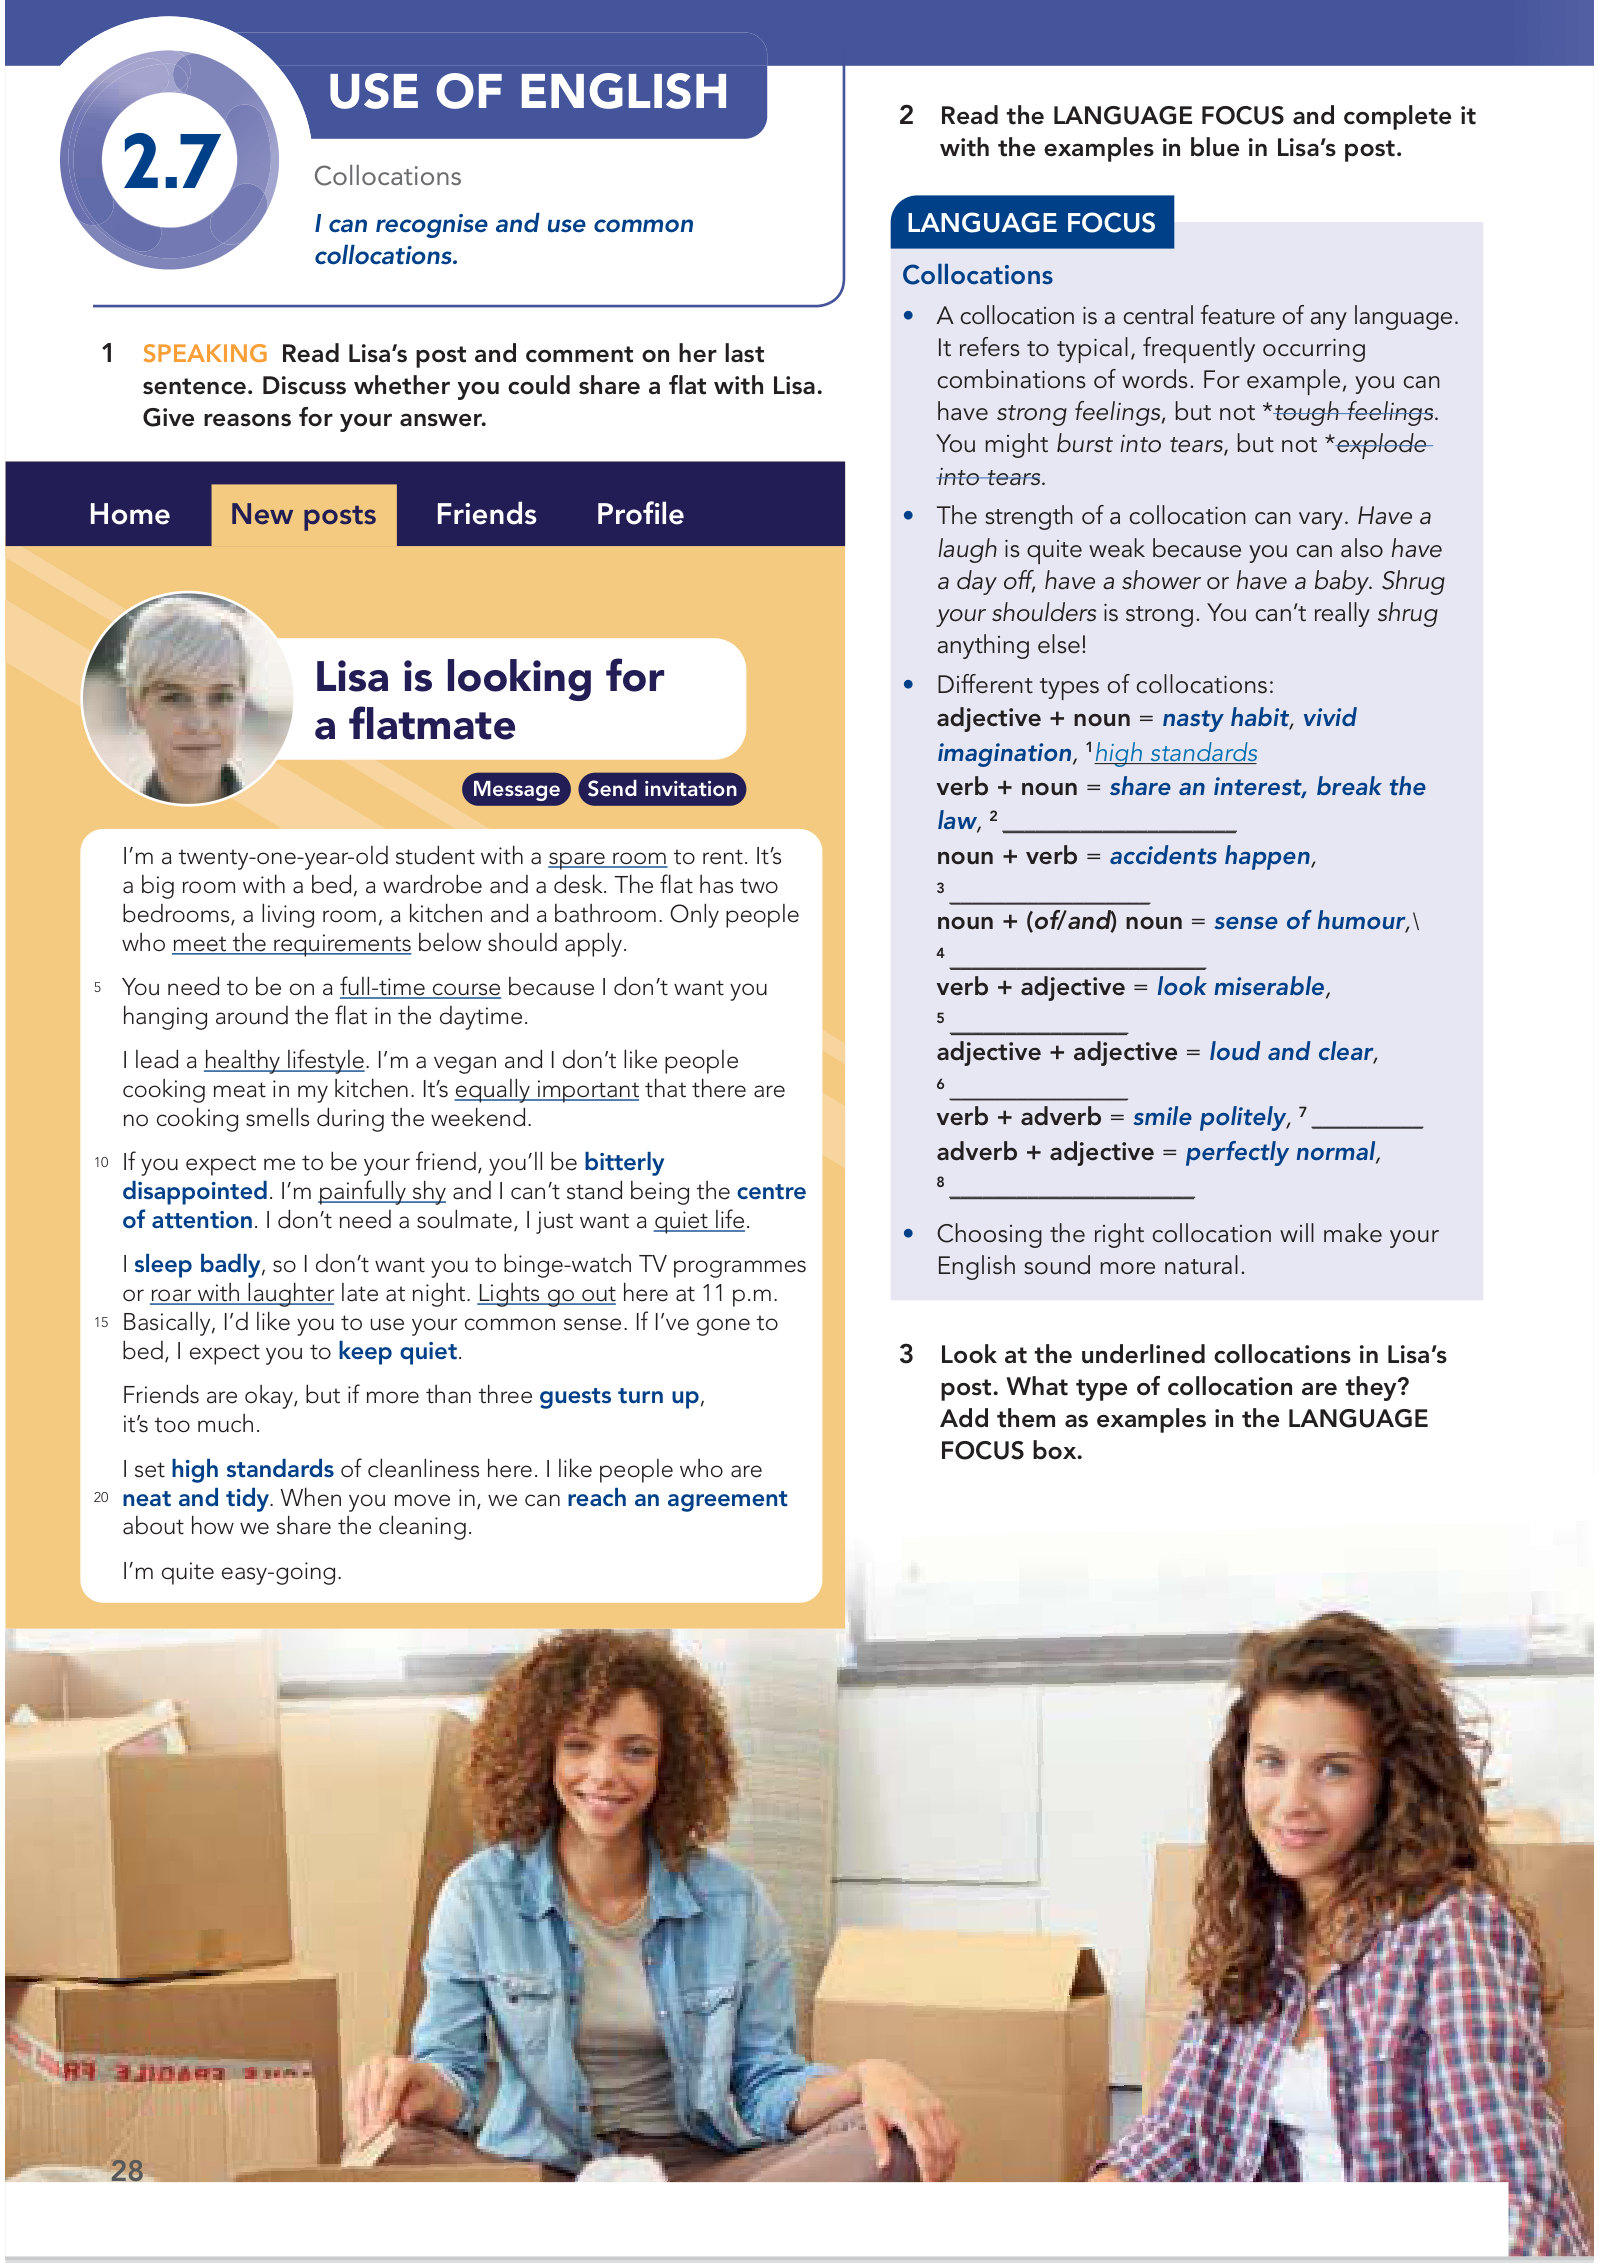 USE OF ENGLISH
2.7
Collocations
I can recognise and use common
collocations.
1 SPEAKING Read Lisa's post and comment on her last
sentence. Discuss whether you could share a flat with Lisa.
Give reasons for your answer.
Home New posts Friends Profile
Lisa is looking for
a flatmate
Message Send invitation
I'm a twenty-one-year-old student with a spare room to rent. It's
a big room with a bed, a wardrobe and a desk. The flat has two
bedrooms, a living room, a kitchen and a bathroom. Only people
who meet the requirements below should apply.
5 You need to be on a full-time course because I don't want you
hanging around the flat in the daytime.
I lead a healthy lifestyle. I'm a vegan and I don't like people
cooking meat in my kitchen. It's equally important that there are
no cooking smells during the weekend.
10 If you expect me to be your friend, you'll be bitterly
disappointed. I'm painfully shy and I can't stand being the centre
of attention. I don't need a soulmate, I just want a quiet life.
I sleep badly, so I don't want you to binge-watch TV programmes
or roar with laughter late at night. Lights go out here at 11 p.m.
15 Basically, I'd like you to use your common sense. If I've gone to
bed, I expect you to keep quiet.
Friends are okay, but if more than three guests turn up,
it's too much.
I set high standards of cleanliness here. I like people who are
20 neat and tidy. When you move in, we can reach an agreement
about how we share the cleaning.
I'm quite easy-going.
2 Read the LANGUAGE FOCUS and complete it
with the examples in blue in Lisa's post.
LANGUAGE FOCUS
Collocations
• A collocation is a central feature of any language.
It refers to typical, frequently occurring
combinations of words. For example, you can
have strong feelings, but not *tough feelings.
You might burst into tears, but not *explode
into tears.
• The strength of a collocation can vary. Have a
laugh is quite weak because you can also have
a day off, have a shower or have a baby. Shrug
your shoulders is strong. You can't really shrug
anything else!
• Different types of collocations:
adjective + noun = nasty habit, vivid
imagination, 1 high standards
verb + noun = share an interest, break the
law, 2 ____
noun + verb = accidents happen,
3 ____
noun + (of/and) noun = sense of humour,\
4 ____
verb + adjective = look miserable,
5 ____
adjective + adjective = loud and clear,
6 ____
verb + adverb = smile politely, 7 ____
adverb + adjective = perfectly normal,
8 ____
• Choosing the right collocation will make your
English sound more natural.
3 Look at the underlined collocations in Lisa's
post. What type of collocation are they?
Add them as examples in the LANGUAGE
FOCUS box.
28